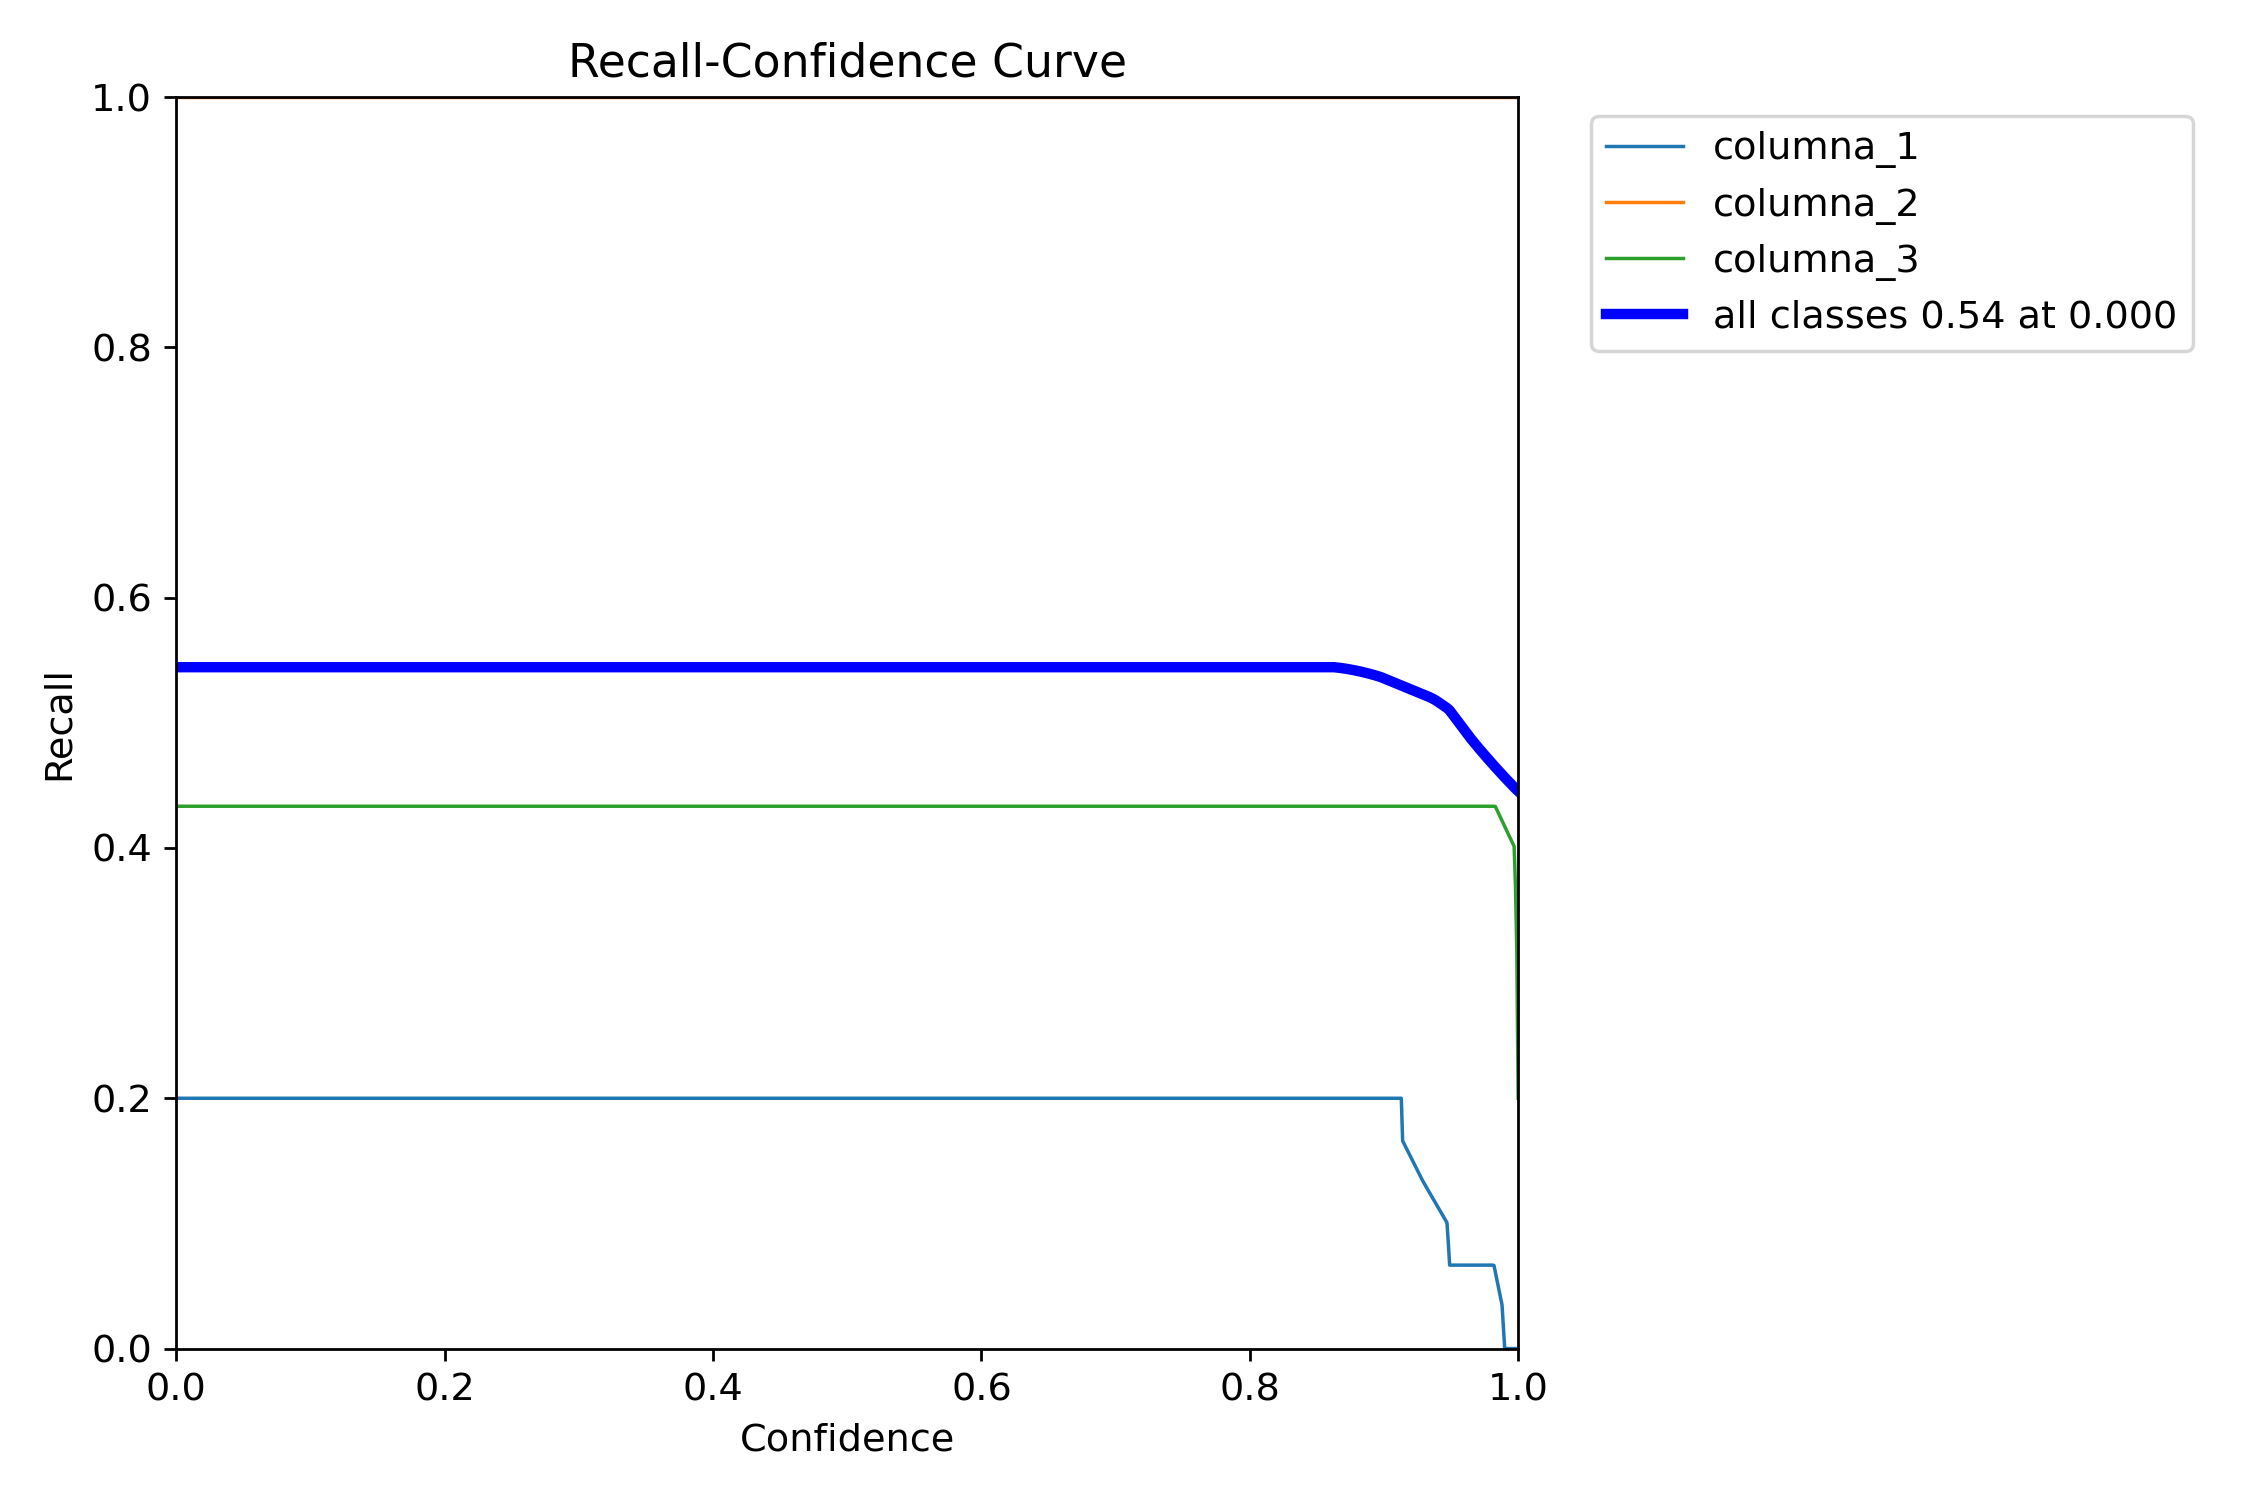 Recall-Confidence Curve
1.0
0.8
0.6
0.4
0.2
0.0
Recall
0.0 0.2 0.4 0.6 0.8 1.0
Confidence
columna_1
columna_2
columna_3
all classes 0.54 at 0.000